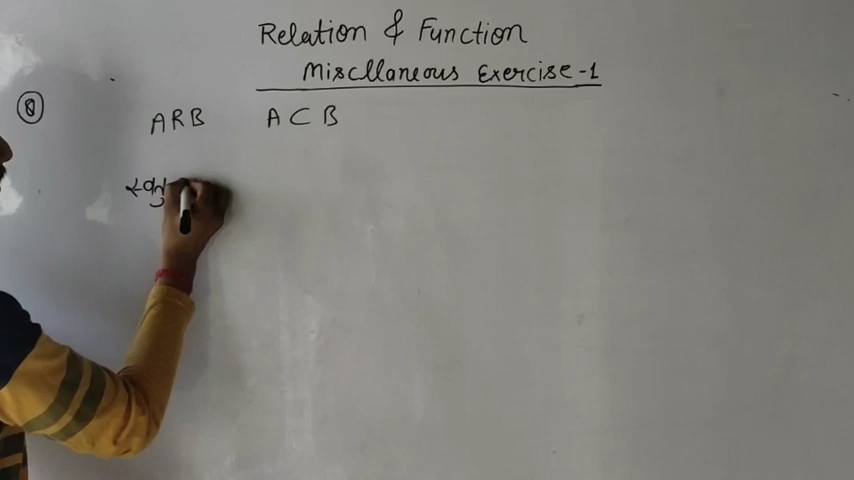 Relation & Function
Miscllaneous Exercise-1
⑧ ARB A ⊂ B